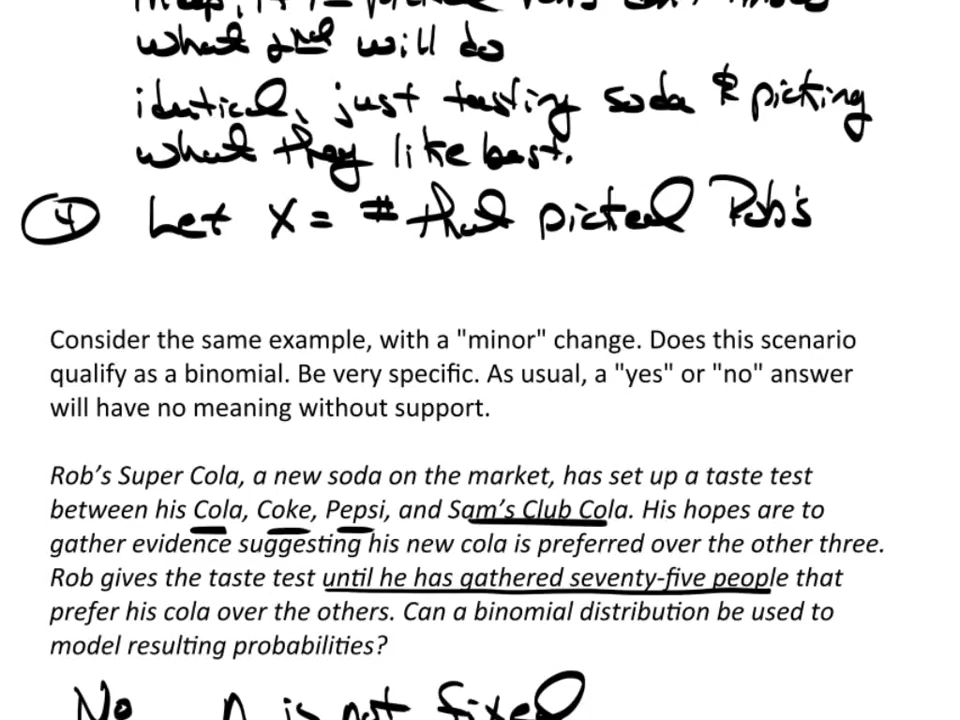 what 2nd will do
identical, just tasting soda & picking
what they like best.
④ Let X = # that picked Rob's
Consider the same example, with a "minor" change. Does this scenario
qualify as a binomial. Be very specific. As usual, a "yes" or "no" answer
will have no meaning without support.
Rob's Super Cola, a new soda on the market, has set up a taste test
between his Cola, Coke, Pepsi, and Sam's Club Cola. His hopes are to
gather evidence suggesting his new cola is preferred over the other three.
Rob gives the taste test until he has gathered seventy-five people that
prefer his cola over the others. Can a binomial distribution be used to
model resulting probabilities?
No n is not fixed